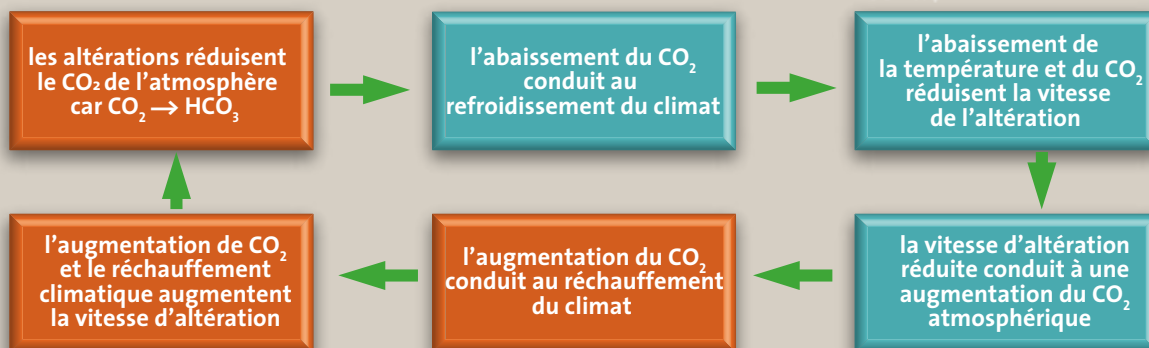 les altérations réduisent
le CO₂ de l'atmosphère
car CO₂ → HCO₃
l'abaissement du CO₂
conduit au
refroidissement du climat
l'abaissement de
la température et du CO₂
réduisent la vitesse
de l'altération
la vitesse d'altération
réduite conduit à une
augmentation du CO₂
atmosphérique
l'augmentation du CO₂
conduit au réchauffement
du climat
l'augmentation de CO₂
et le réchauffement
climatique augmentent
la vitesse d'altération